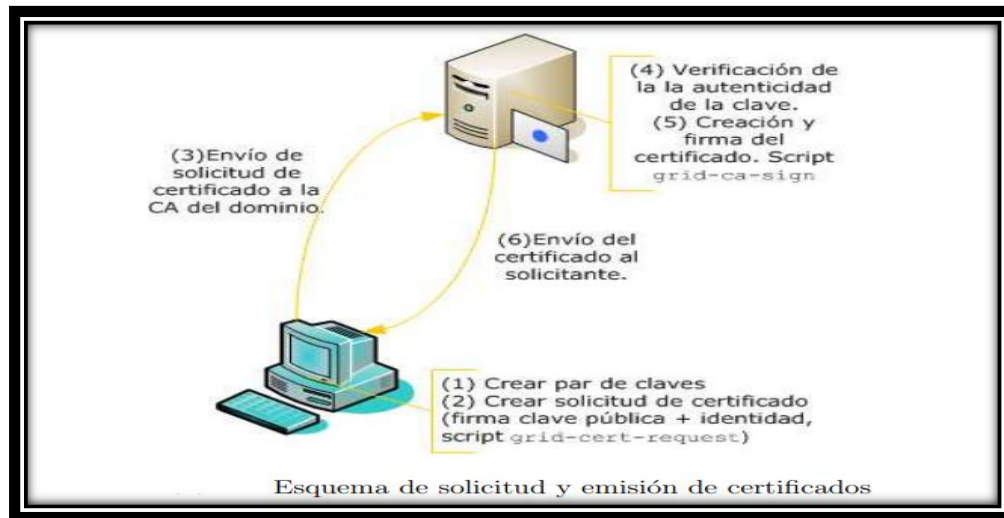 (4) Verificación de
la la autenticidad
de la clave.
(5) Creación y
firma del
certificado. Script
grid-ca-sign
(3)Envío de
solicitud de
certificado a la
CA del dominio.
(6)Envío del
certificado al
solicitante.
(1) Crear par de claves
(2) Crear solicitud de certificado
(firma clave pública + identidad,
script grid-cert-request)
Esquema de solicitud y emisión de certificados